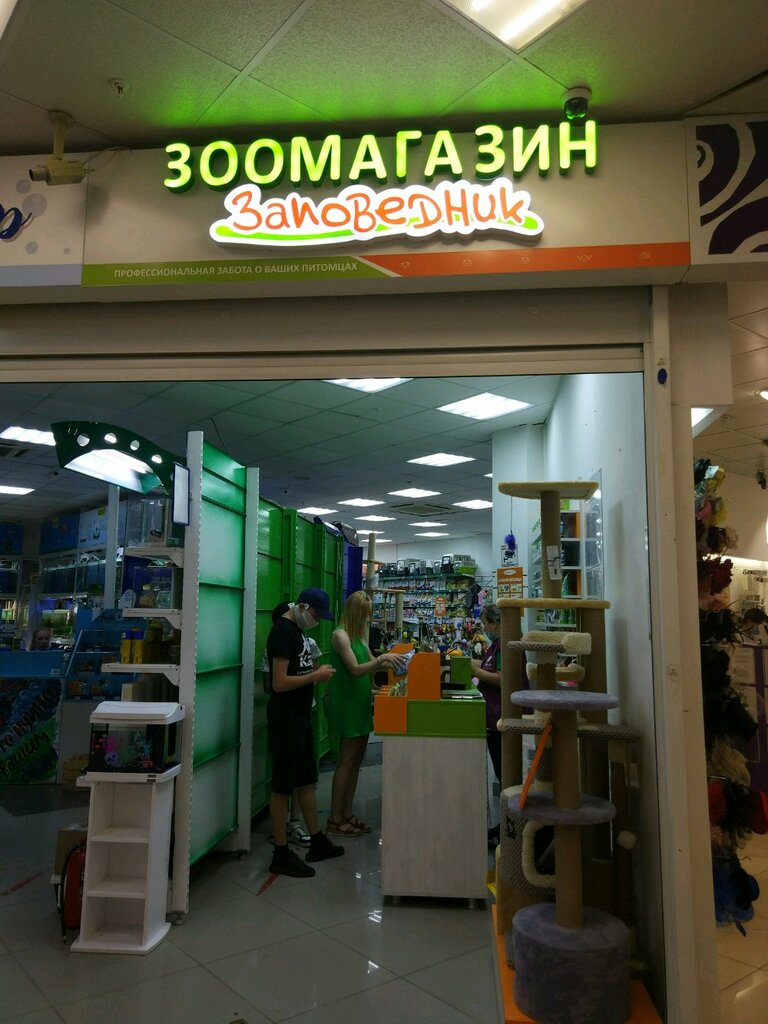 ЗООМАГАЗИН
Заповедник
ПРОФЕССИОНАЛЬНАЯ ЗАБОТА О ВАШИХ ПИТОМЦАХ